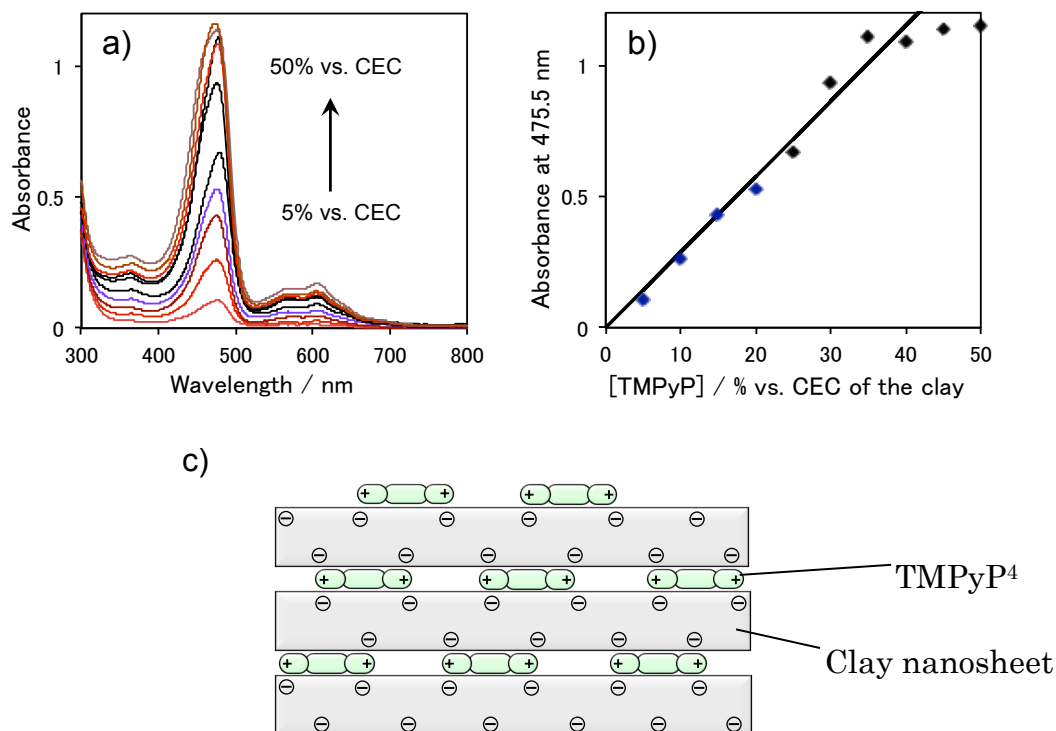 a)
50% vs. CEC
5% vs. CEC
Absorbance
1
0.5
0
300 400 500 600 700 800
Wavelength / nm
b)
Absorbance at 475.5 nm
1
0.5
0
0 10 20 30 40 50
[TMPyP] / % vs. CEC of the clay
c)
+ + + +
− − − − − −
− − − − − −
+ + + + + +
− − − − − −
− − − − −
+ + + + + +
− − − − − −
− − − − − −
TMPyP⁴
Clay nanosheet